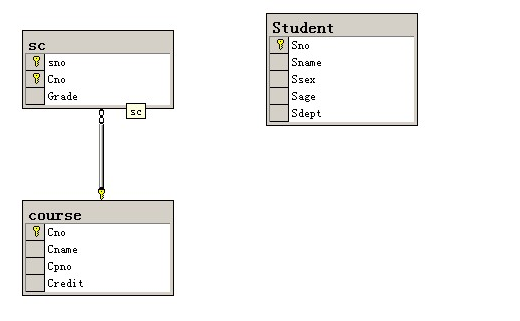 sc
sno
Cno
Grade
sc
Student
Sno
Sname
Ssex
Sage
Sdept
course
Cno
Cname
Cpno
Credit